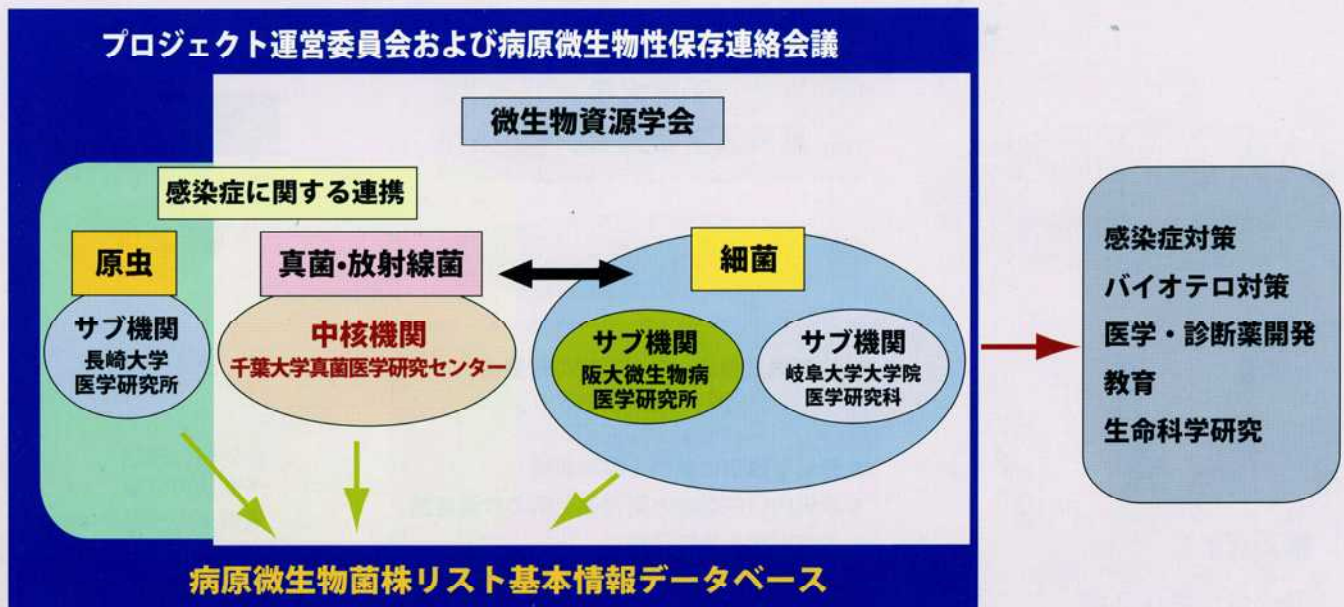 プロジェクト運営委員会および病原微生物性保存連絡会議
微生物資源学会
感染症に関する連携
原虫
真菌・放射線菌
細菌
サブ機関
長崎大学
医学研究所
中核機関
千葉大学真菌医学研究センター
サブ機関
阪大微生物病
医学研究所
サブ機関
岐阜大学大学院
医学研究科
病原微生物菌株リスト基本情報データベース
感染症対策
バイオテロ対策
医学・診断薬開発
教育
生命科学研究